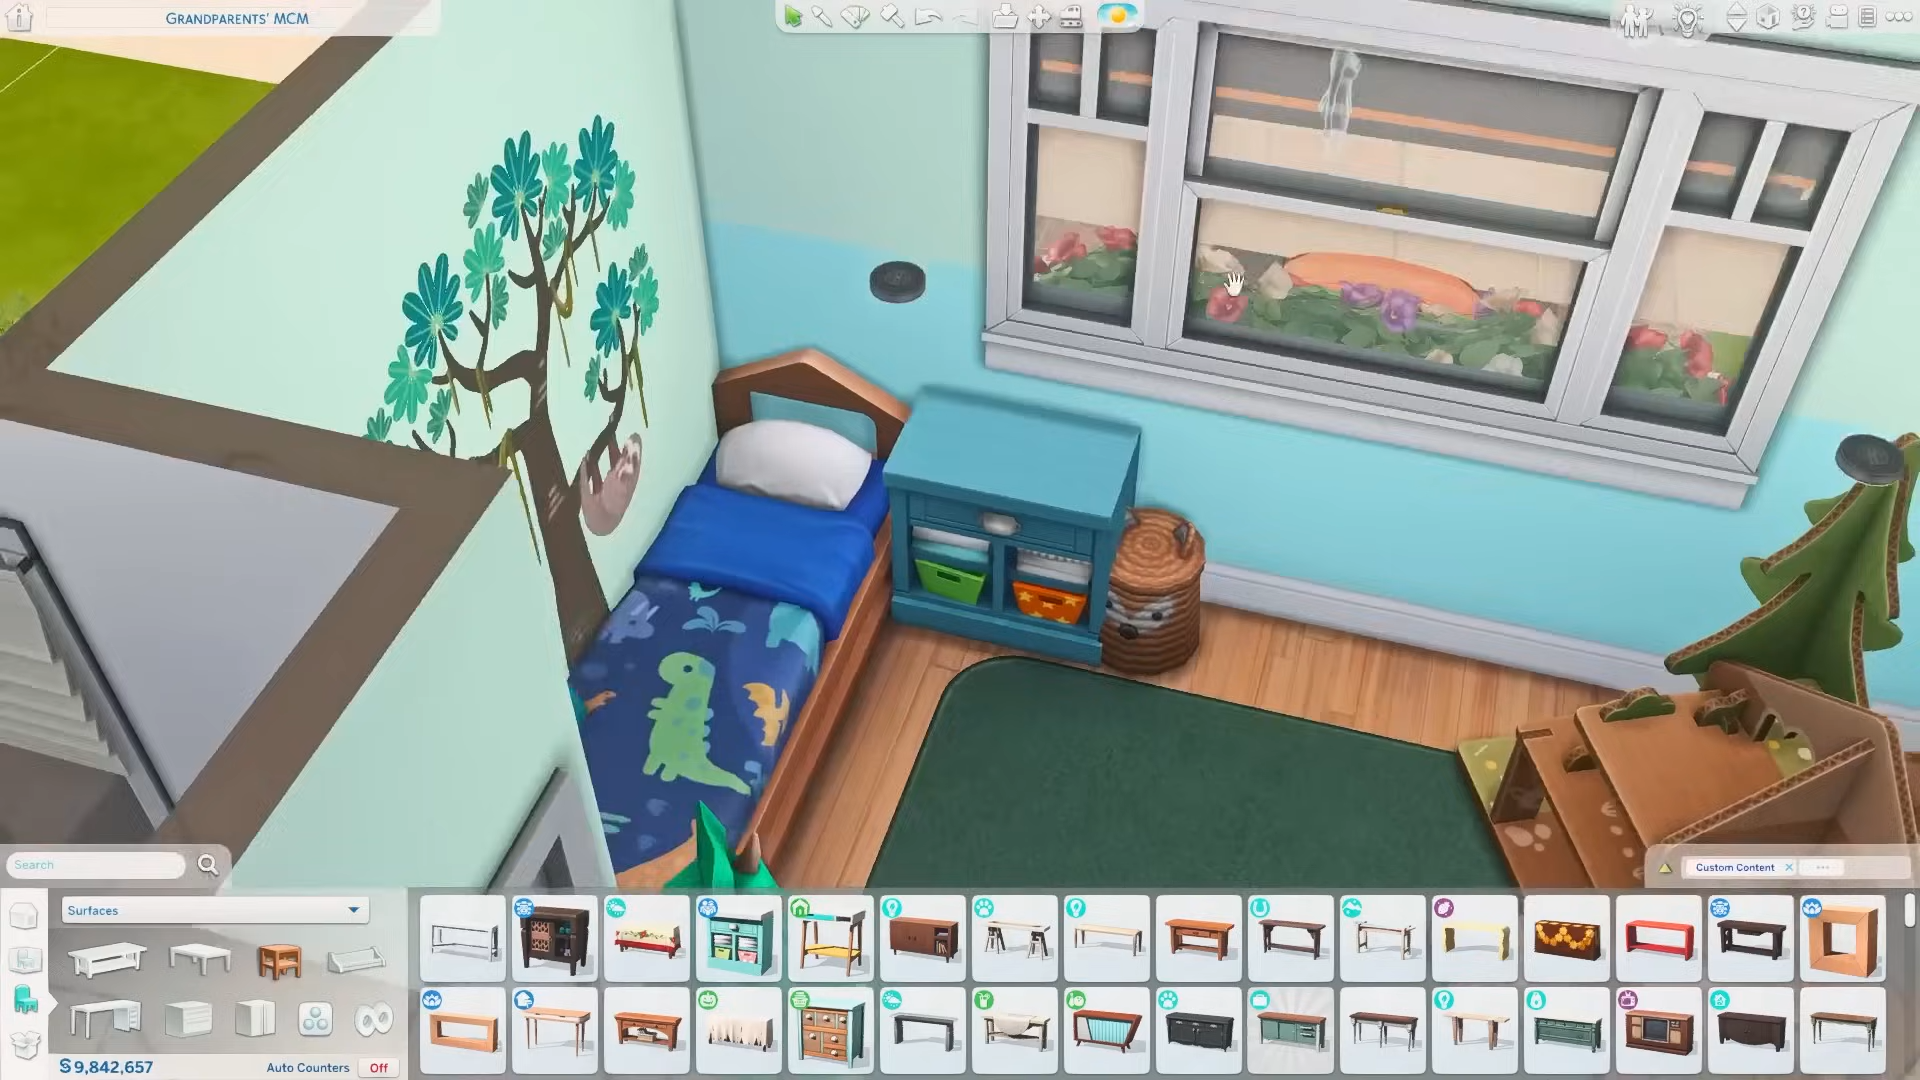 GRANDPARENTS' MCM
Search
Custom Content
Surfaces
§9,842,657
Auto Counters
Off